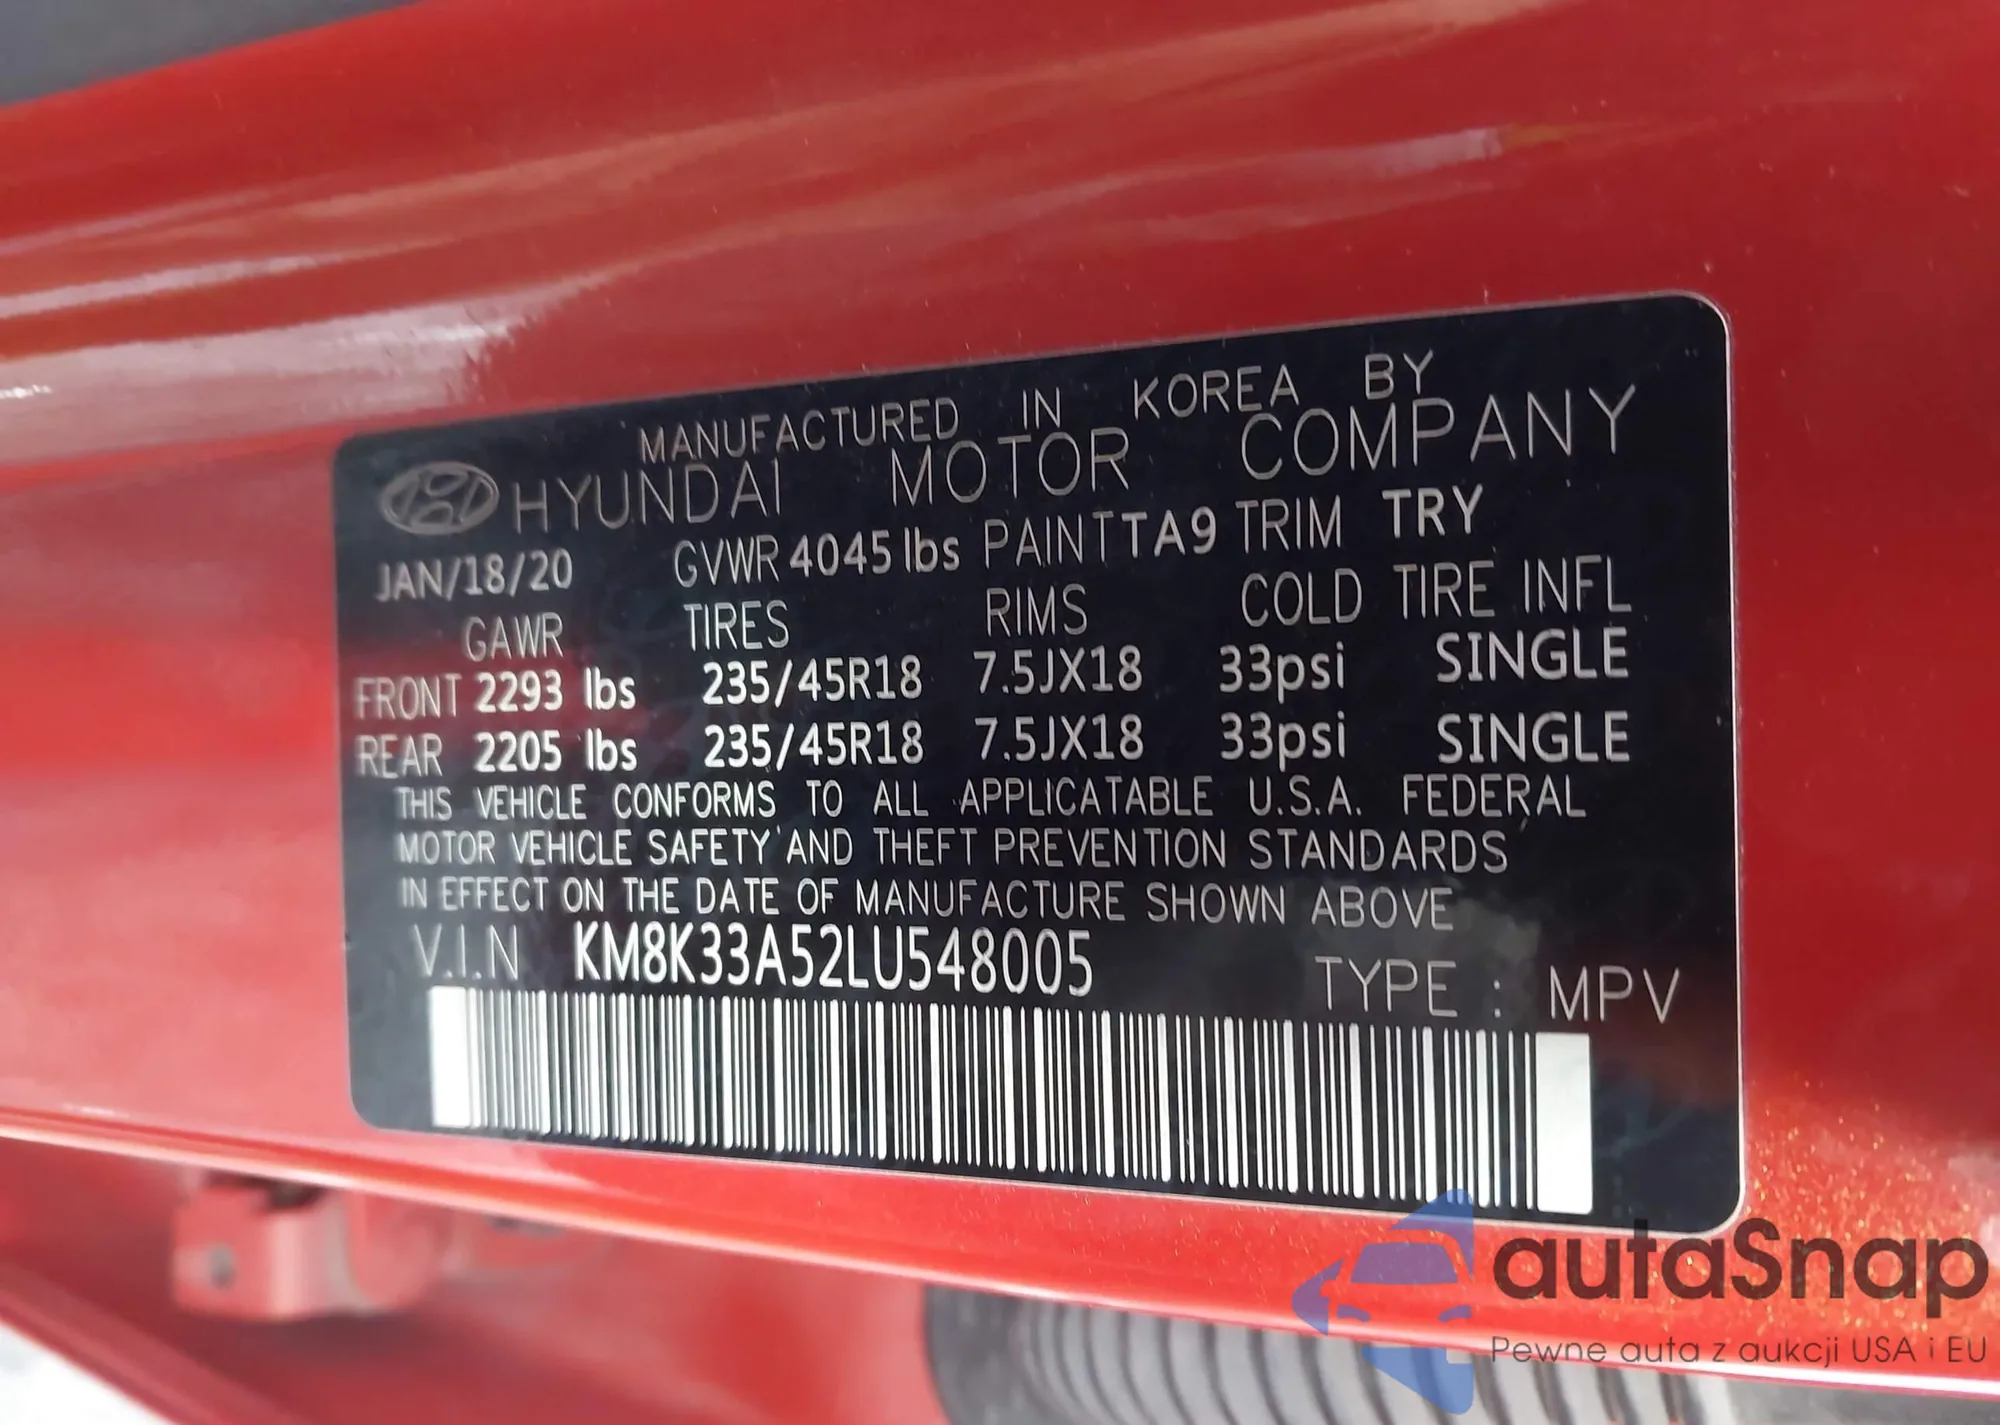 MANUFACTURED IN KOREA BY
HYUNDAI MOTOR COMPANY
JAN/18/20 GVWR 4045 lbs PAINT TA9 TRIM TRY
GAWR TIRES RIMS COLD TIRE INFL
FRONT 2293 lbs 235/45R18 7.5JX18 33psi SINGLE
REAR 2205 lbs 235/45R18 7.5JX18 33psi SINGLE
THIS VEHICLE CONFORMS TO ALL APPLICATABLE U.S.A. FEDERAL
MOTOR VEHICLE SAFETY AND THEFT PREVENTION STANDARDS
IN EFFECT ON THE DATE OF MANUFACTURE SHOWN ABOVE
V.I.N KM8K33A52LU548005
TYPE : MPV
autaSnap
Pewne auta z aukcji USA i EU